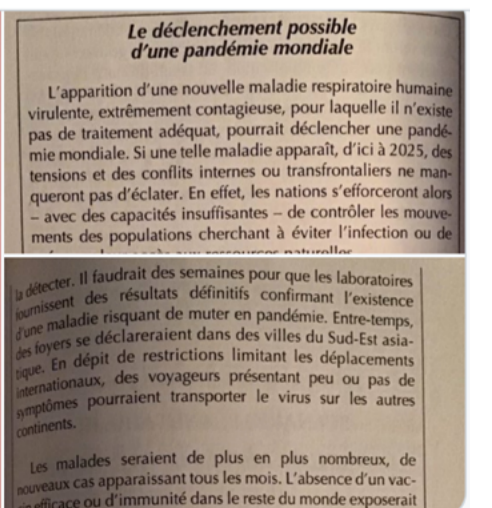 Le déclenchement possible
d'une pandémie mondiale
L'apparition d'une nouvelle maladie respiratoire humaine
virulente, extrêmement contagieuse, pour laquelle il n'existe
pas de traitement adéquat, pourrait déclencher une pandé-
mie mondiale. Si une telle maladie apparaît, d'ici à 2025, des
tensions et des conflits internes ou transfrontaliers ne man-
queront pas d'éclater. En effet, les nations s'efforceront alors
– avec des capacités insuffisantes – de contrôler les mouve-
ments des populations cherchant à éviter l'infection ou de
naturelles
la détecter. Il faudrait des semaines pour que les laboratoires
fournissent des résultats définitifs confirmant l'existence
d'une maladie risquant de muter en pandémie. Entre-temps,
des foyers se déclareraient dans des villes du Sud-Est asia-
tique. En dépit de restrictions limitant les déplacements
internationaux, des voyageurs présentant peu ou pas de
symptômes pourraient transporter le virus sur les autres
continents.
Les malades seraient de plus en plus nombreux, de
nouveaux cas apparaissant tous les mois. L'absence d'un vac-
efficace ou d'immunité dans le reste du monde exposerait